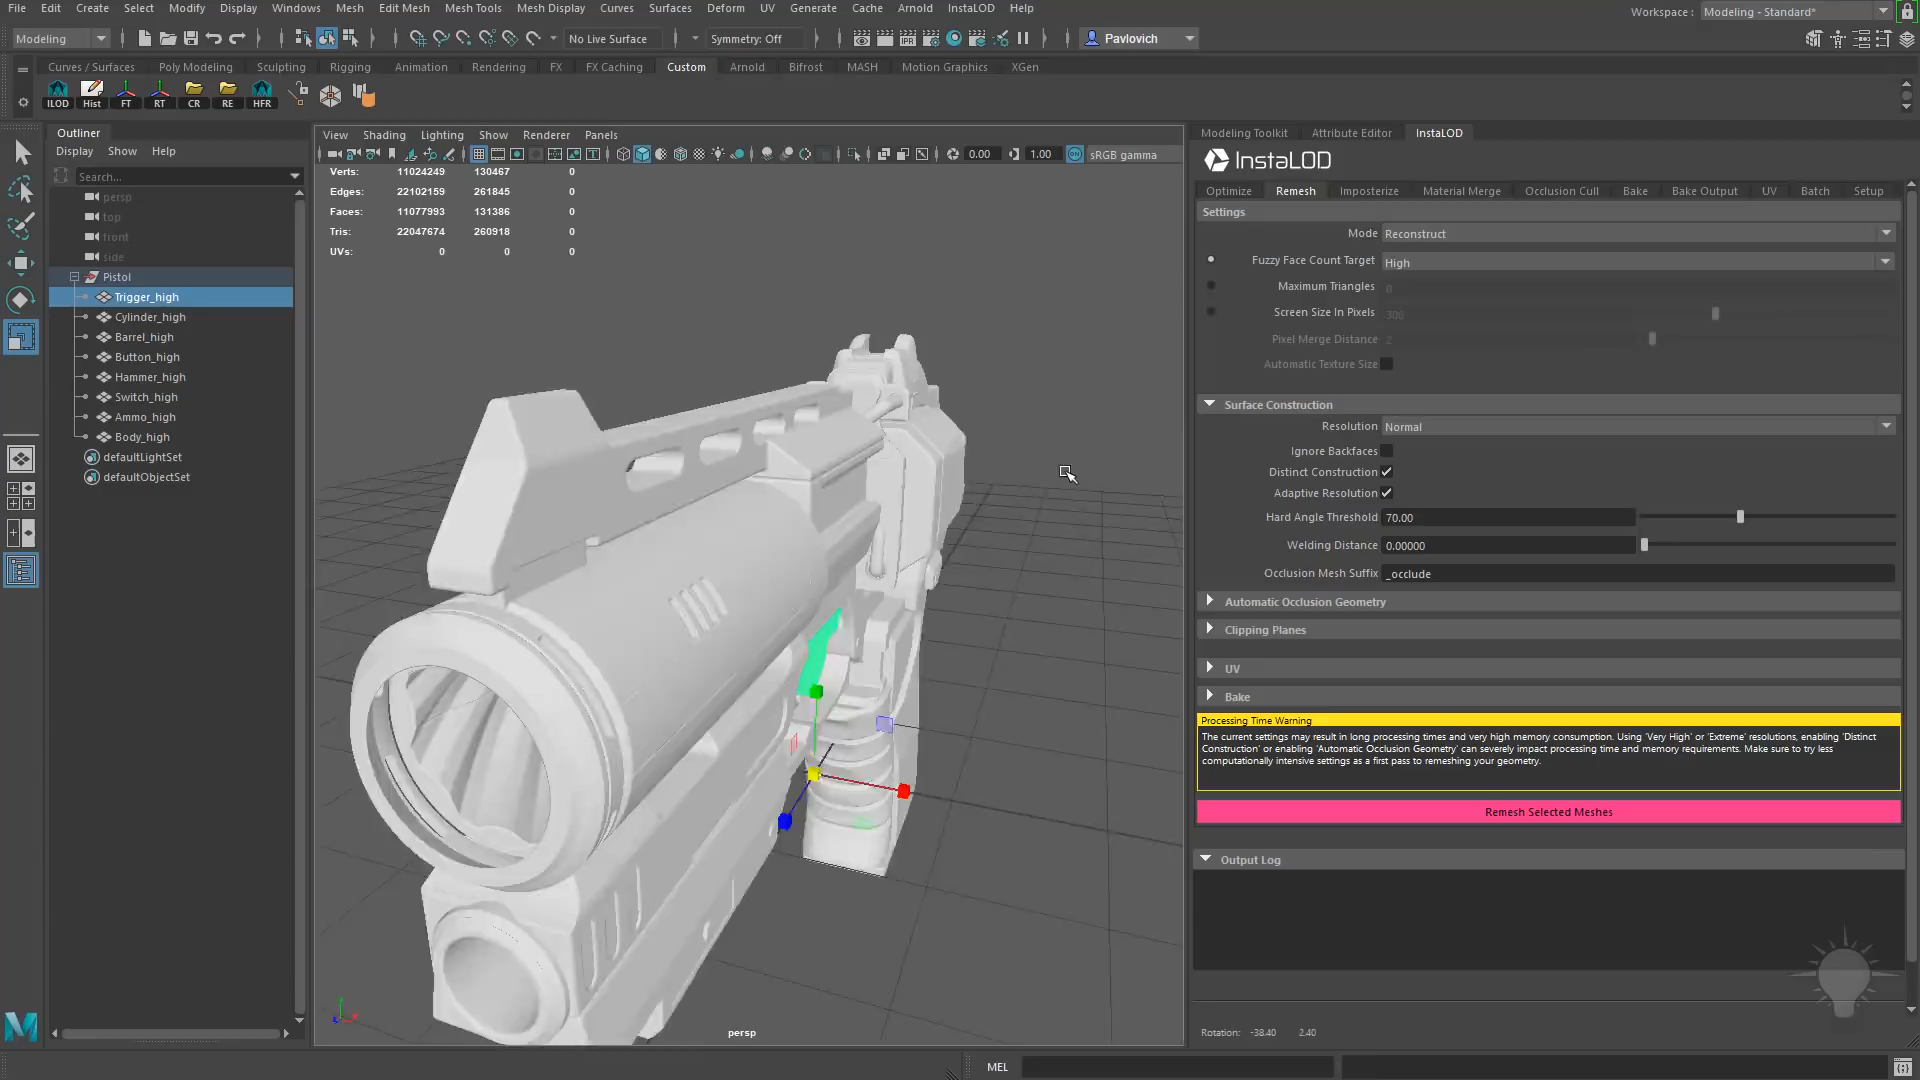 File Edit Create Select Modify Display Windows Mesh Edit Mesh Mesh Tools Mesh Display Curves Surfaces Deform UV Generate Cache Arnold InstaLOD Help
Workspace : Modeling - Standard*
Modeling No Live Surface Symmetry: Off Pavlovich
Curves / Surfaces Poly Modeling Sculpting Rigging Animation Rendering FX FX Caching Custom Arnold Bifrost MASH Motion Graphics XGen
ILOD Hist FT RT CR RE HFR
IPR
Outliner
Display Show Help
Search...
persp
top
front
side
Pistol
Trigger_high
Cylinder_high
Barrel_high
Button_high
Hammer_high
Switch_high
Ammo_high
Body_high
defaultLightSet
defaultObjectSet
View Shading Lighting Show Renderer Panels
0.00 1.00 ON sRGB gamma
Verts: 11024249 130467 0
Edges: 22102159 261845 0
Faces: 11077993 131386 0
Tris: 22047674 260918 0
UVs: 0 0 0
persp
Modeling Toolkit Attribute Editor InstaLOD
InstaLOD
Optimize Remesh Imposterize Material Merge Occlusion Cull Bake Bake Output UV Batch Setup
Settings
Mode Reconstruct
Fuzzy Face Count Target High
Maximum Triangles 0
Screen Size In Pixels 300
Pixel Merge Distance 2
Automatic Texture Size
Surface Construction
Resolution Normal
Ignore Backfaces
Distinct Construction
Adaptive Resolution
Hard Angle Threshold 70.00
Welding Distance 0.00000
Occlusion Mesh Suffix _occlude
Automatic Occlusion Geometry
Clipping Planes
UV
Bake
Processing Time Warning
The current settings may result in long processing times and very high memory consumption. Using 'Very High' or 'Extreme' resolutions, enabling 'Distinct
Construction' or enabling 'Automatic Occlusion Geometry' can severely impact processing time and memory requirements. Make sure to try less
computationally intensive settings as a first pass to remeshing your geometry.
Remesh Selected Meshes
Output Log
Rotation: -38.40 2.40
MEL